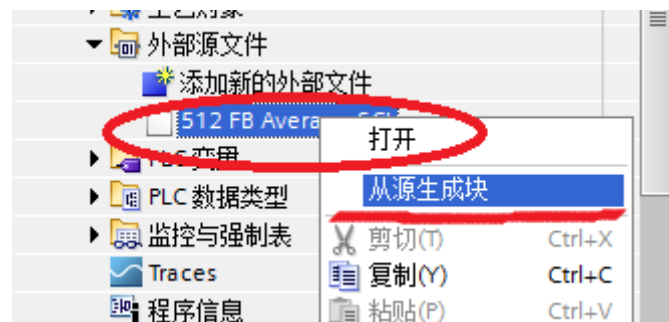 外部源文件
添加新的外部文件
512 FB Avera
打开
从源生成块
PLC 数据类型
监控与强制表
剪切(T) Ctrl+X
Traces
复制(Y) Ctrl+C
程序信息
粘贴(P) Ctrl+V